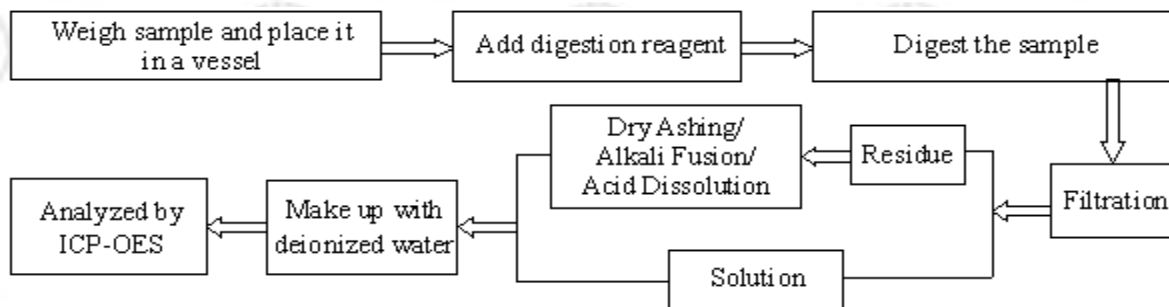 Weigh sample and place it
in a vessel
Add digestion reagent
Digest the sample
Filtration
Residue
Dry Ashing/
Alkali Fusion/
Acid Dissolution
Solution
Make up with
deionized water
Analyzed by
ICP-OES